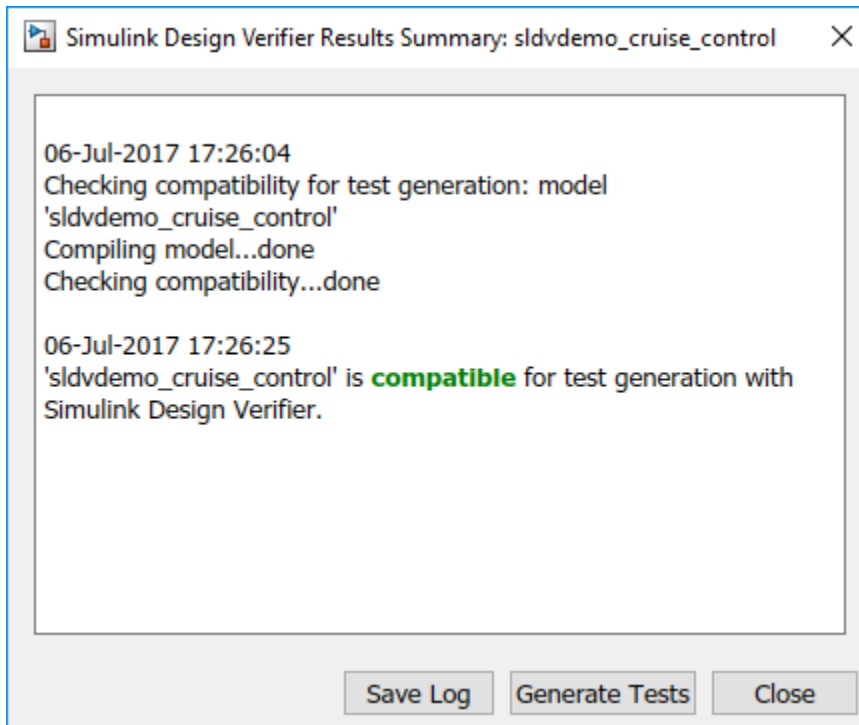 Simulink Design Verifier Results Summary: sldvdemo_cruise_control
06-Jul-2017 17:26:04
Checking compatibility for test generation: model
'sldvdemo_cruise_control'
Compiling model...done
Checking compatibility...done
06-Jul-2017 17:26:25
'sldvdemo_cruise_control' is compatible for test generation with
Simulink Design Verifier.
Save Log Generate Tests Close